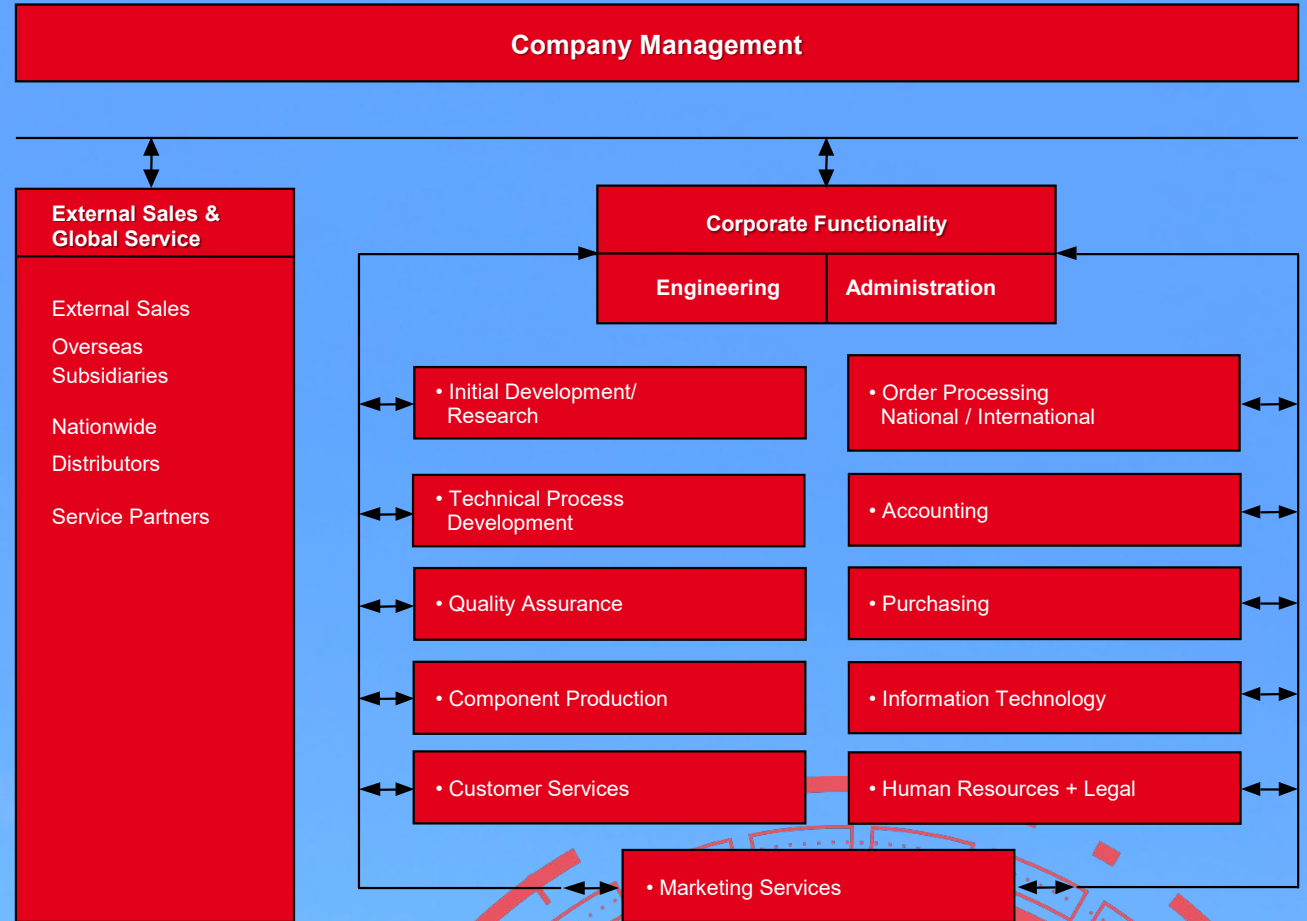 Company Management
External Sales &
Global Service
External Sales
Overseas
Subsidiaries
Nationwide
Distributors
Service Partners
Corporate Functionality
Engineering
Administration
• Initial Development/
Research
• Technical Process
Development
• Quality Assurance
• Component Production
• Customer Services
• Order Processing
National / International
• Accounting
• Purchasing
• Information Technology
• Human Resources + Legal
• Marketing Services